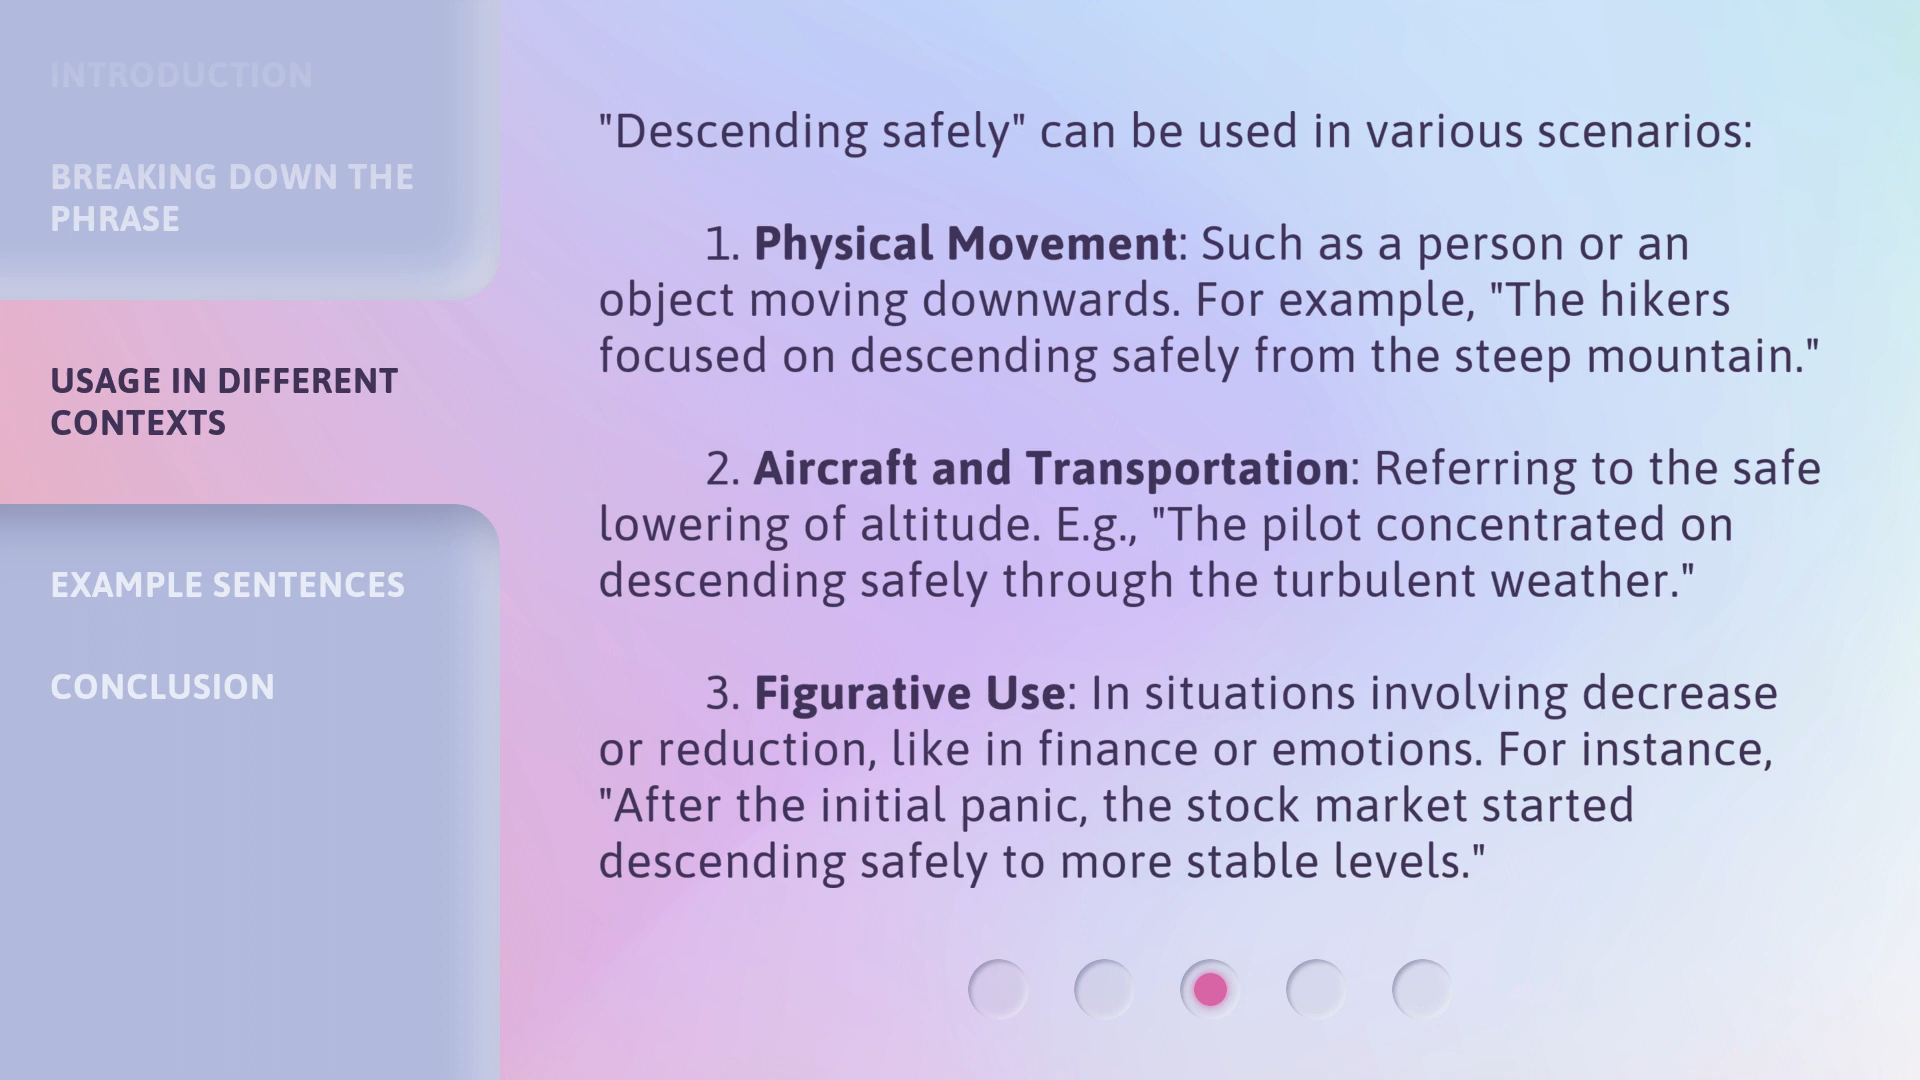 INTRODUCTION
BREAKING DOWN THE
PHRASE
USAGE IN DIFFERENT
CONTEXTS
EXAMPLE SENTENCES
CONCLUSION
"Descending safely" can be used in various scenarios:
1. Physical Movement: Such as a person or an
object moving downwards. For example, "The hikers
focused on descending safely from the steep mountain."
2. Aircraft and Transportation: Referring to the safe
lowering of altitude. E.g., "The pilot concentrated on
descending safely through the turbulent weather."
3. Figurative Use: In situations involving decrease
or reduction, like in finance or emotions. For instance,
"After the initial panic, the stock market started
descending safely to more stable levels."